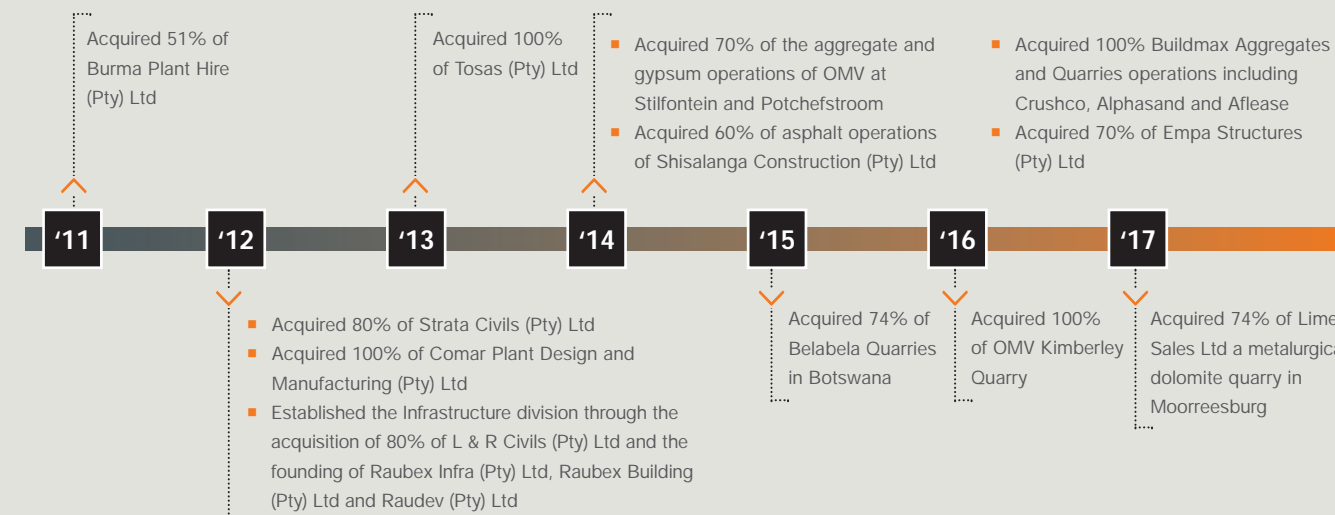 Acquired 51% of
Burma Plant Hire
(Pty) Ltd
Acquired 100%
of Tosas (Pty) Ltd
Acquired 70% of the aggregate and
gypsum operations of OMV at
Stilfontein and Potchefstroom
Acquired 60% of asphalt operations
of Shisalanga Construction (Pty) Ltd
Acquired 100% Buildmax Aggregates
and Quarries operations including
Crushco, Alphasand and Aflease
Acquired 70% of Empa Structures
(Pty) Ltd
‘11 ‘12 ‘13 ‘14 ‘15 ‘16 ‘17
Acquired 80% of Strata Civils (Pty) Ltd
Acquired 100% of Comar Plant Design and
Manufacturing (Pty) Ltd
Established the Infrastructure division through the
acquisition of 80% of L & R Civils (Pty) Ltd and the
founding of Raubex Infra (Pty) Ltd, Raubex Building
(Pty) Ltd and Raudev (Pty) Ltd
Acquired 74% of
Belabela Quarries
in Botswana
Acquired 100%
of OMV Kimberley
Quarry
Acquired 74% of Lime
Sales Ltd a metalurgica
dolomite quarry in
Moorreesburg